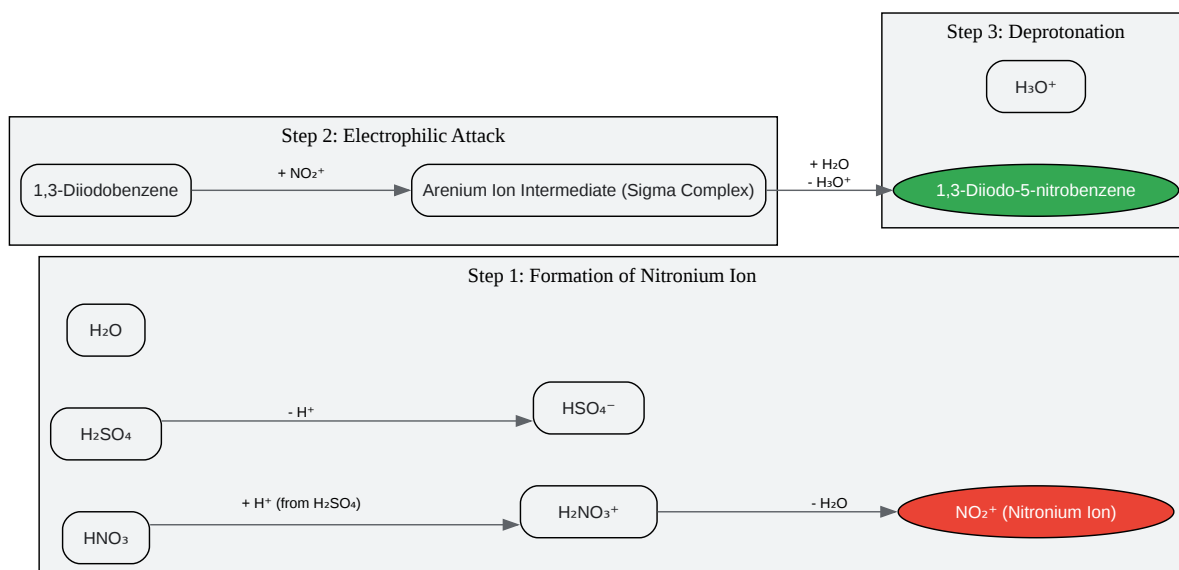 Step 3: Deprotonation
H₃O⁺
Step 2: Electrophilic Attack
1,3-Diiodobenzene
+ NO₂⁺
Arenium Ion Intermediate (Sigma Complex)
+ H₂O
- H₃O⁺
1,3-Diiodo-5-nitrobenzene
Step 1: Formation of Nitronium Ion
H₂O
H₂SO₄
- H⁺
HSO₄⁻
HNO₃
+ H⁺ (from H₂SO₄)
H₂NO₃⁺
- H₂O
NO₂⁺ (Nitronium Ion)